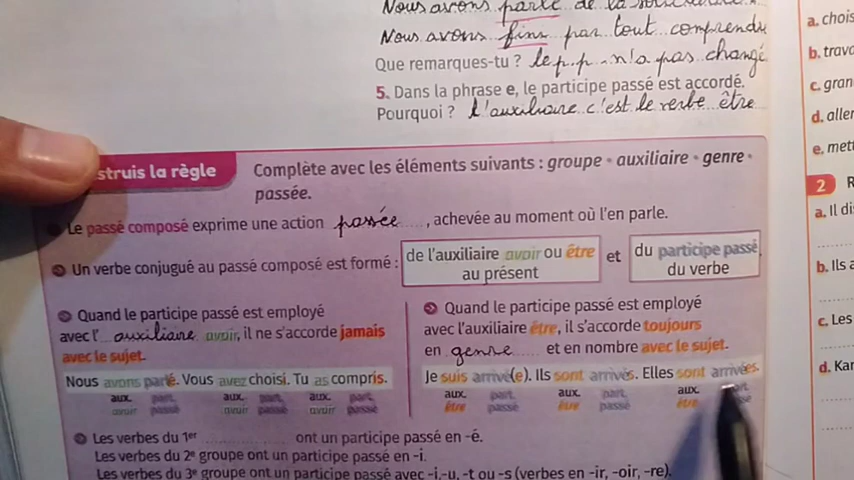 Nous avons parlé de la
Nous avons fini par tout comprendre
Que remarques-tu ? le p.p - n'a pas changé
5. Dans la phrase e, le participe passé est accordé.
Pourquoi ? l'auxiliaire c'est le verbe être
struis la règle
Complète avec les éléments suivants : groupe • auxiliaire • genre •
passée.
Le passé composé exprime une action passée ...., achevée au moment où l'en parle.
Un verbe conjugué au passé composé est formé :
de l'auxiliaire avoir ou être
au présent
et
du participe passé
du verbe
Quand le participe passé est employé
avec l' auxiliaire avoir, il ne s'accorde jamais
avec le sujet.
Nous avons parlé. Vous avez choisi. Tu as compris.
aux. part. aux. part. aux. part.
avoir passé avoir passé avoir passé
Quand le participe passé est employé
avec l'auxiliaire être, il s'accorde toujours
en genre ...... et en nombre avec le sujet.
Je suis arrivé(e). Ils sont arrivés. Elles sont arrivées.
aux. part. aux. part. aux. part.
être passé être passé être ssé
Les verbes du 1er .................. ont un participe passé en -é.
Les verbes du 2e groupe ont un participe passé en -i.
Les verbes du 3e groupe ont un participe passé avec -i,-u, -t ou -s (verbes en -ir, -oir, -re).
a. chois
b. trava
c. gran
d. aller
e. mett
2 R
a. Il di
b. Ils a
c. Les
d. Kar